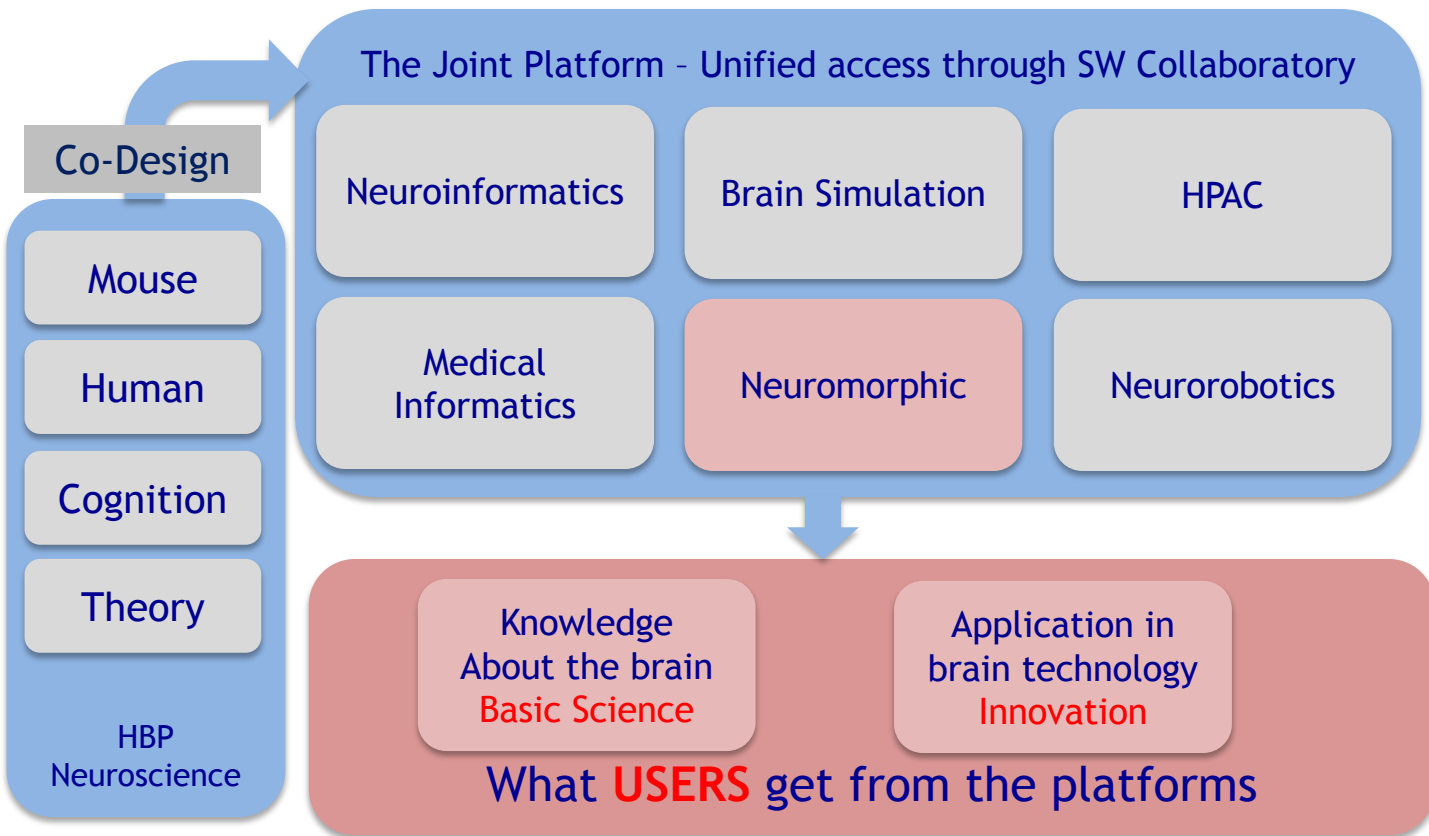 The Joint Platform – Unified access through SW Collaboratory
Co-Design
Neuroinformatics
Brain Simulation
HPAC
Medical
Informatics
Neuromorphic
Neurorobotics
Mouse
Human
Cognition
Theory
HBP
Neuroscience
Knowledge
About the brain
Basic Science
Application in
brain technology
Innovation
What USERS get from the platforms